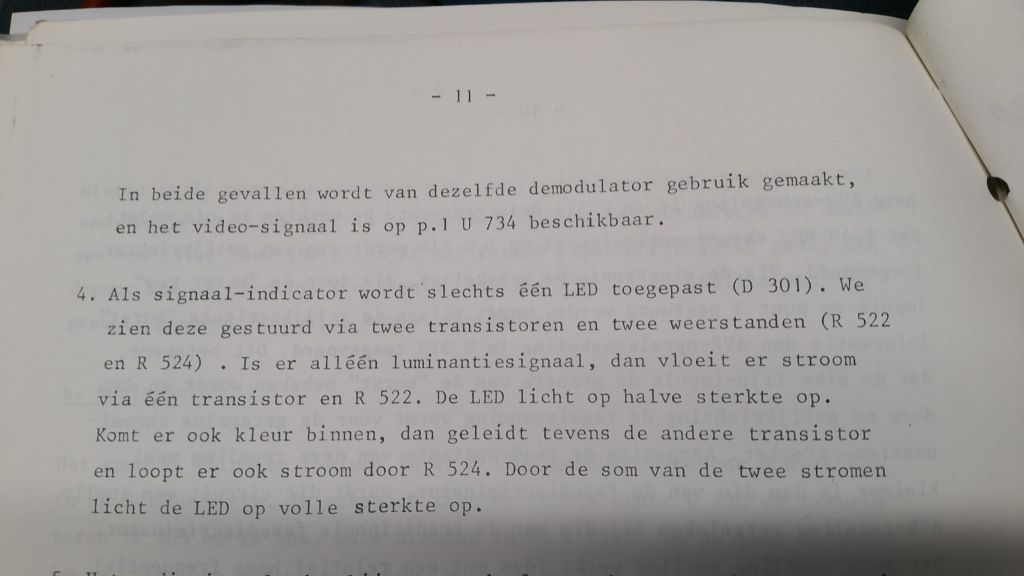 - 11 -
In beide gevallen wordt van dezelfde demodulator gebruik gemaakt,
en het video-signaal is op p.1 U 734 beschikbaar.
4. Als signaal-indicator wordt slechts één LED toegepast (D 301). We
zien deze gestuurd via twee transistoren en twee weerstanden (R 522
en R 524) . Is er alléén luminantiesignaal, dan vloeit er stroom
via één transistor en R 522. De LED licht op halve sterkte op.
Komt er ook kleur binnen, dan geleidt tevens de andere transistor
en loopt er ook stroom door R 524. Door de som van de twee stromen
licht de LED op volle sterkte op.